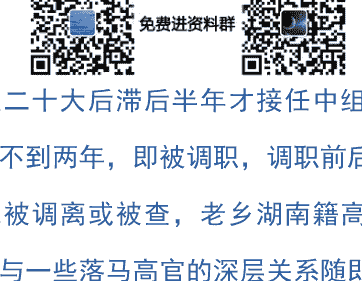 免费进资料群
二十大后滞后半年才接任中组
不到两年，即被调职，调职前后
被调离或被查，老乡湖南籍高
与一些落马高官的深层关系随即